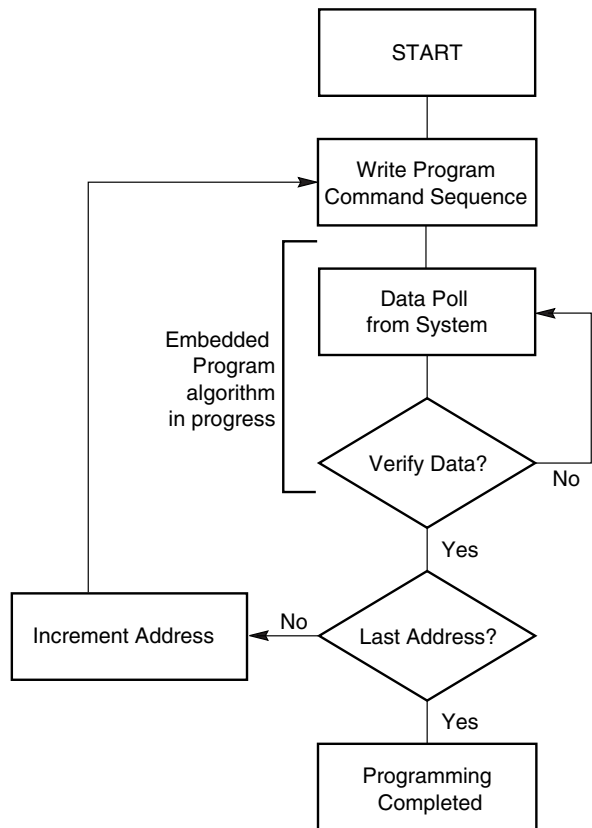 START
Write Program
Command Sequence
Data Poll
from System
Embedded
Program
algorithm
in progress
Verify Data?
No
Yes
Increment Address
No
Last Address?
Yes
Programming
Completed